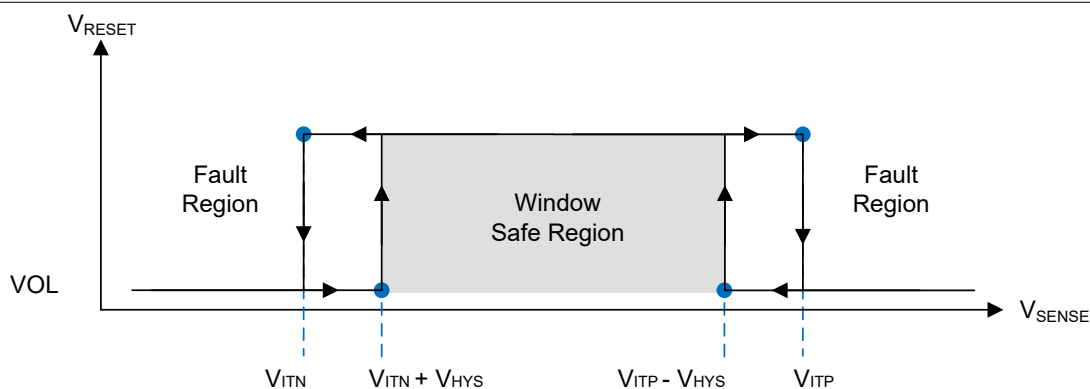 VRESET
Fault
Region
Window
Safe Region
Fault
Region
VOL
VSENSE
VITN
VITN + VHYS
VITP - VHYS
VITP